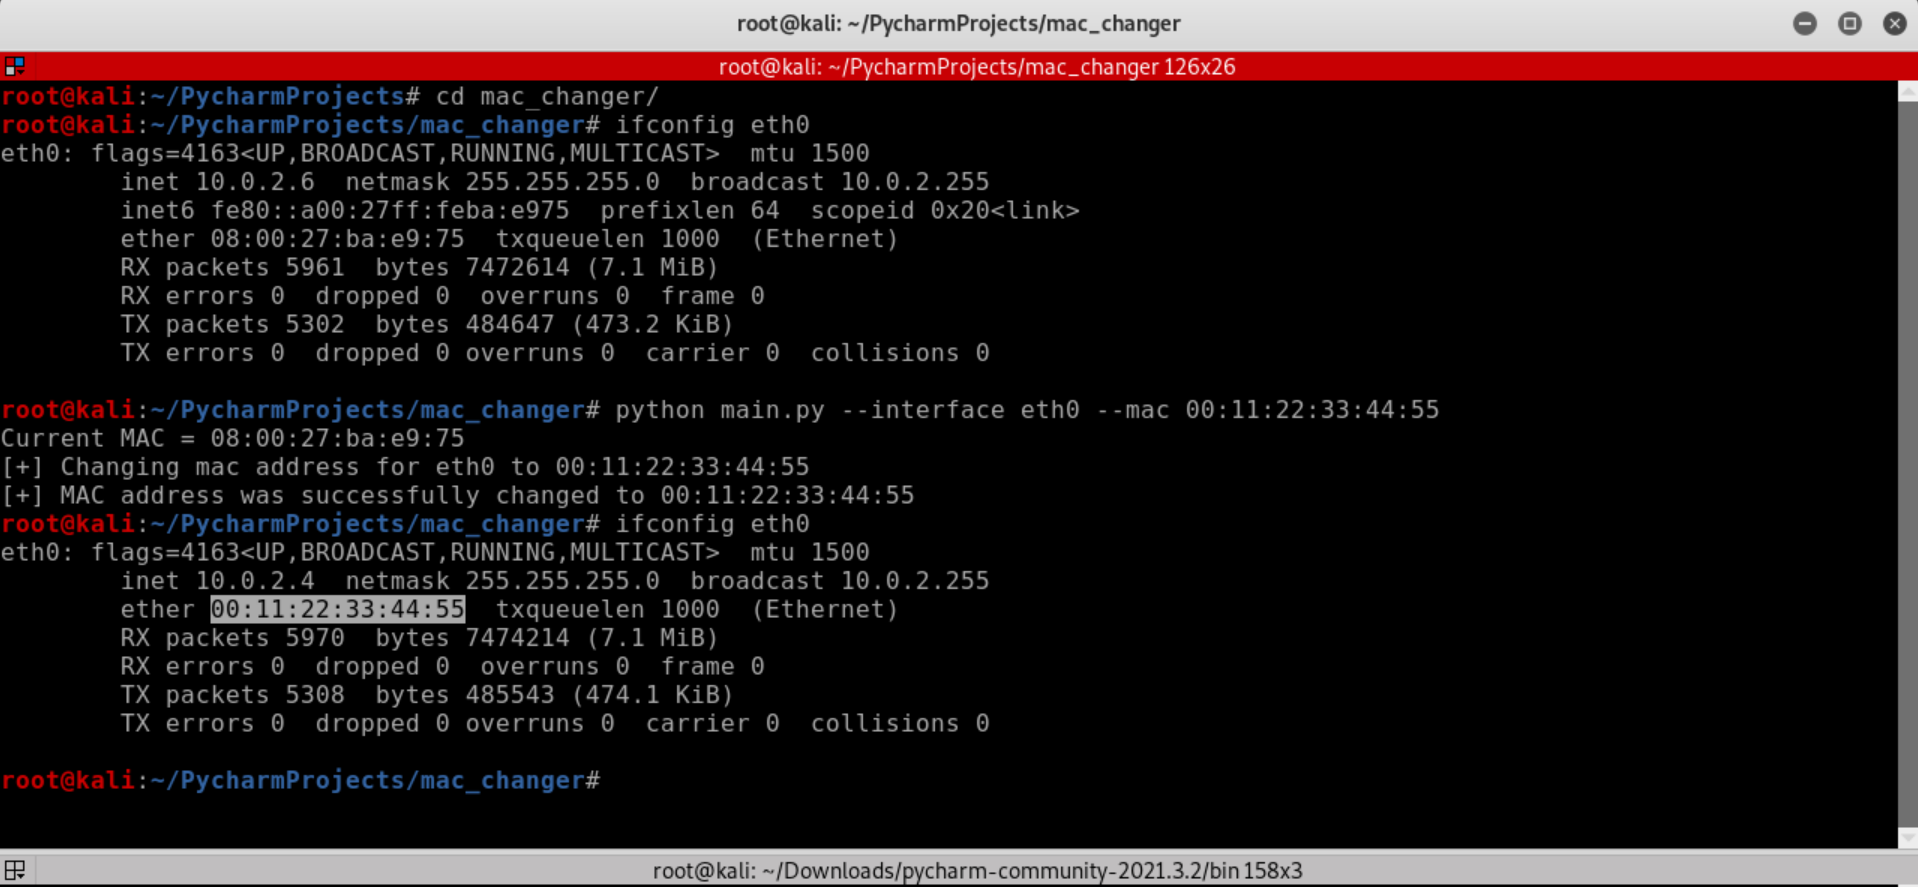 root@kali: ~/PycharmProjects/mac_changer
root@kali: ~/PycharmProjects/mac_changer 126x26
root@kali:~/PycharmProjects# cd mac_changer/
root@kali:~/PycharmProjects/mac_changer# ifconfig eth0
eth0: flags=4163<UP,BROADCAST,RUNNING,MULTICAST>  mtu 1500
        inet 10.0.2.6  netmask 255.255.255.0  broadcast 10.0.2.255
        inet6 fe80::a00:27ff:feba:e975  prefixlen 64  scopeid 0x20<link>
        ether 08:00:27:ba:e9:75  txqueuelen 1000  (Ethernet)
        RX packets 5961  bytes 7472614 (7.1 MiB)
        RX errors 0  dropped 0  overruns 0  frame 0
        TX packets 5302  bytes 484647 (473.2 KiB)
        TX errors 0  dropped 0 overruns 0  carrier 0  collisions 0

root@kali:~/PycharmProjects/mac_changer# python main.py --interface eth0 --mac 00:11:22:33:44:55
Current MAC = 08:00:27:ba:e9:75
[+] Changing mac address for eth0 to 00:11:22:33:44:55
[+] MAC address was successfully changed to 00:11:22:33:44:55
root@kali:~/PycharmProjects/mac_changer# ifconfig eth0
eth0: flags=4163<UP,BROADCAST,RUNNING,MULTICAST>  mtu 1500
        inet 10.0.2.4  netmask 255.255.255.0  broadcast 10.0.2.255
        ether 00:11:22:33:44:55  txqueuelen 1000  (Ethernet)
        RX packets 5970  bytes 7474214 (7.1 MiB)
        RX errors 0  dropped 0  overruns 0  frame 0
        TX packets 5308  bytes 485543 (474.1 KiB)
        TX errors 0  dropped 0 overruns 0  carrier 0  collisions 0

root@kali:~/PycharmProjects/mac_changer#
root@kali: ~/Downloads/pycharm-community-2021.3.2/bin 158x3